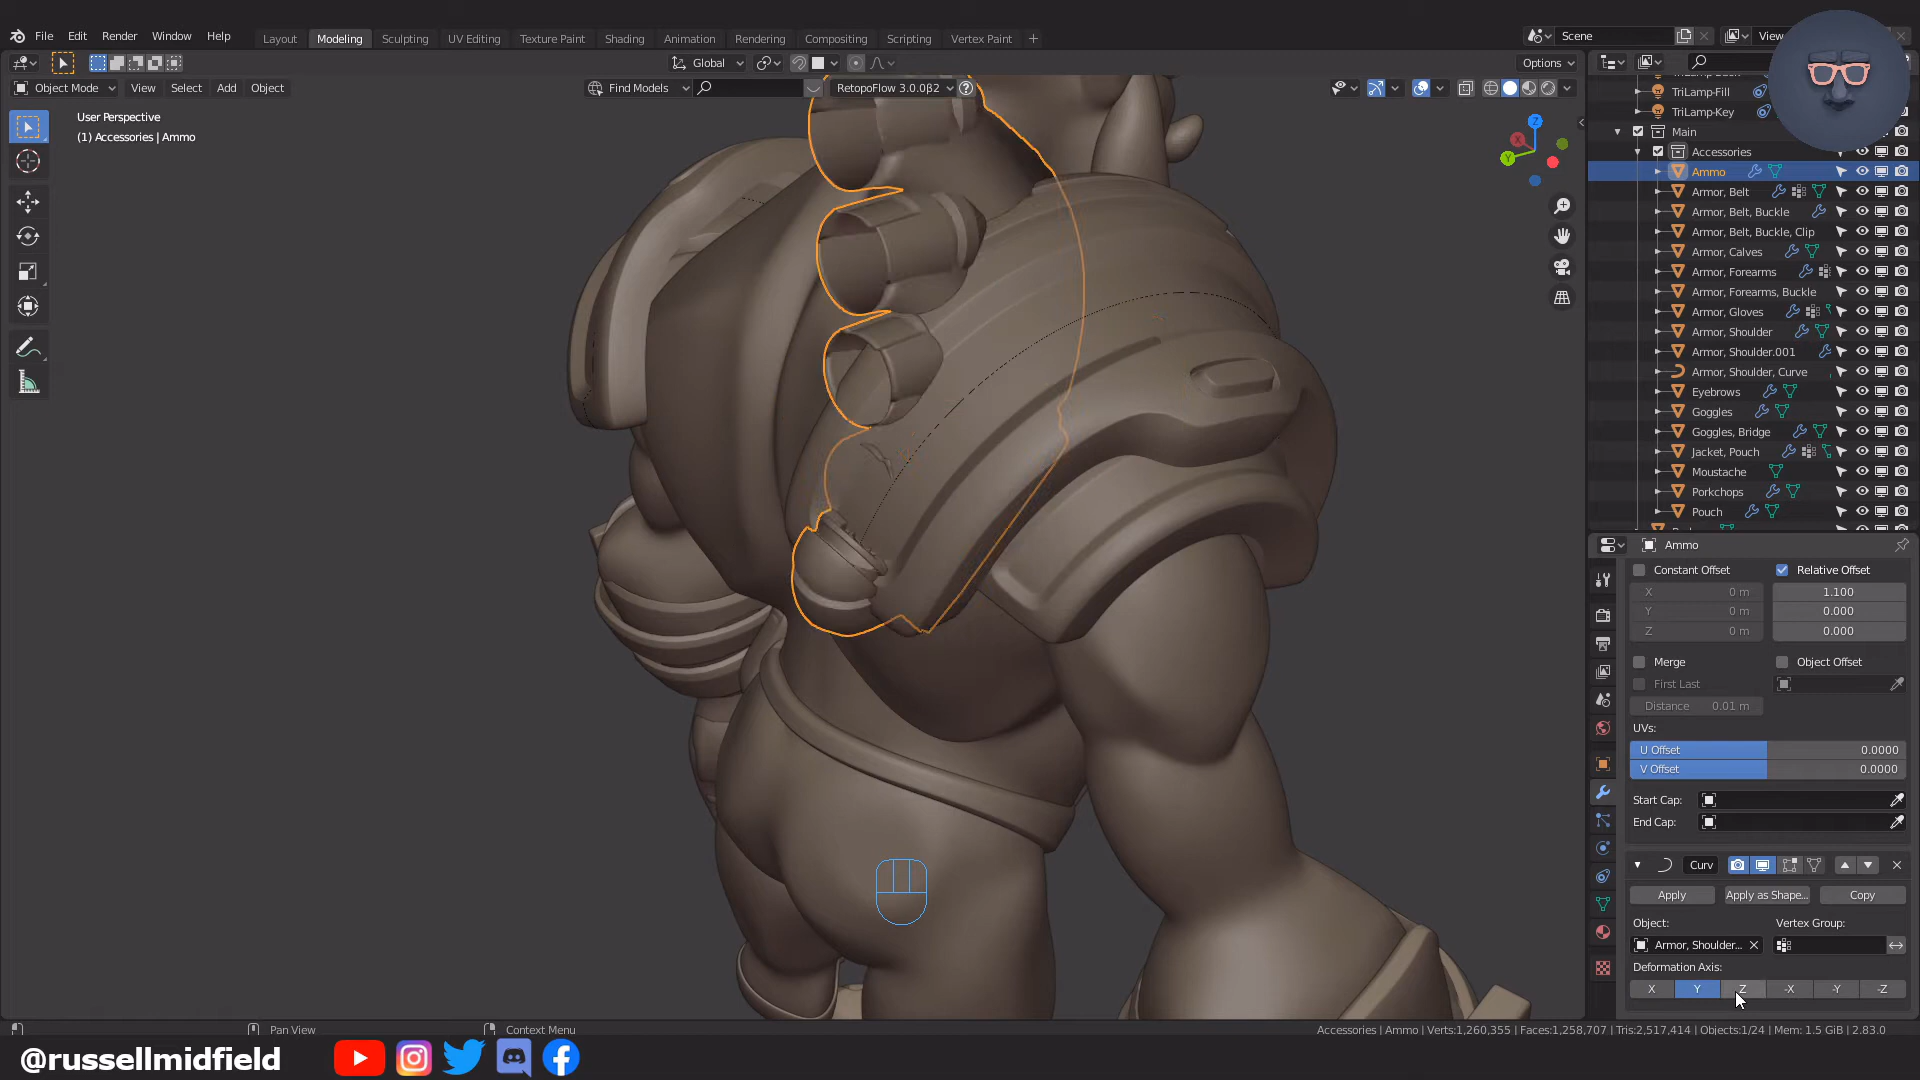 File Edit Render Window Help
Layout Modeling Sculpting UV Editing Texture Paint Shading Animation Rendering Compositing Scripting Vertex Paint +
Scene
View
Global
Options
Object Mode View Select Add Object
Find Models
RetopoFlow 3.0.0β2
User Perspective
(1) Accessories | Ammo
Z
X
Y
TriLamp-Fill
TriLamp-Key
Main
Accessories
Ammo
Armor, Belt
Armor, Belt, Buckle
Armor, Belt, Buckle, Clip
Armor, Calves
Armor, Forearms
Armor, Forearms, Buckle
Armor, Gloves
Armor, Shoulder
Armor, Shoulder.001
Armor, Shoulder, Curve
Eyebrows
Goggles
Goggles, Bridge
Jacket, Pouch
Moustache
Porkchops
Pouch
Ammo
Constant Offset Relative Offset
X 0 m 1.100
Y 0 m 0.000
Z 0 m 0.000
Merge Object Offset
First Last
Distance 0.01 m
UVs:
U Offset 0.0000
V Offset 0.0000
Start Cap:
End Cap:
Curv
Apply Apply as Shape... Copy
Object: Vertex Group:
Armor, Shoulder...
Deformation Axis:
X Y Z -X -Y -Z
Pan View Context Menu
Accessories | Ammo | Verts:1,260,355 | Faces:1,258,707 | Tris:2,517,414 | Objects:1/24 | Mem: 1.5 GiB | 2.83.0
@russellmidfield